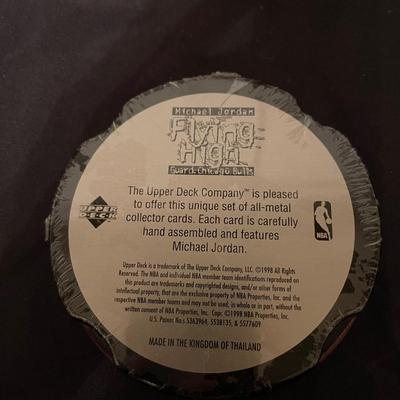 Michael Jordan
Flying
High
Guard, Chicago Bulls
The Upper Deck Company™ is pleased
to offer this unique set of all-metal
collector cards. Each card is carefully
hand assembled and features
Michael Jordan.
UPPER
DECK
NBA
Upper Deck is a trademark of The Upper Deck Company, LLC. ©1998 All Rights
Reserved. The NBA and individual NBA member team identifications reproduced on
this product are trademarks and copyrighted designs, and/or other forms of
intellectual property, that are the exclusive property of NBA Properties, Inc. and the
respective NBA member teams and may not be used, in whole or in part, without the
written consent of NBA Properties, Inc. Copr. ©1998 NBA Properties, Inc.
U.S. Patens No.s 5363964, 5538135, & 5577609
MADE IN THE KINGDOM OF THAILAND